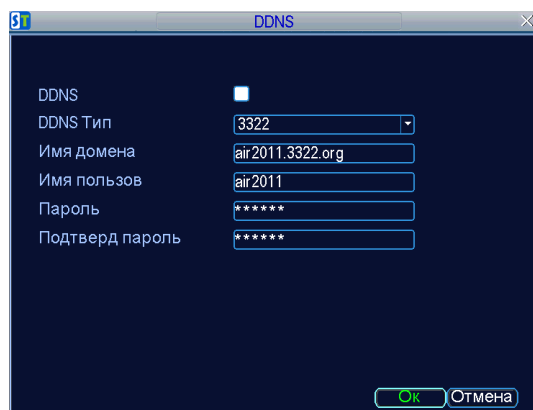 ST DDNS
DDNS
DDNS Тип 3322
Имя домена air2011.3322.org
Имя пользов air2011
Пароль ******
Подтверд пароль ******
Ок Отмена